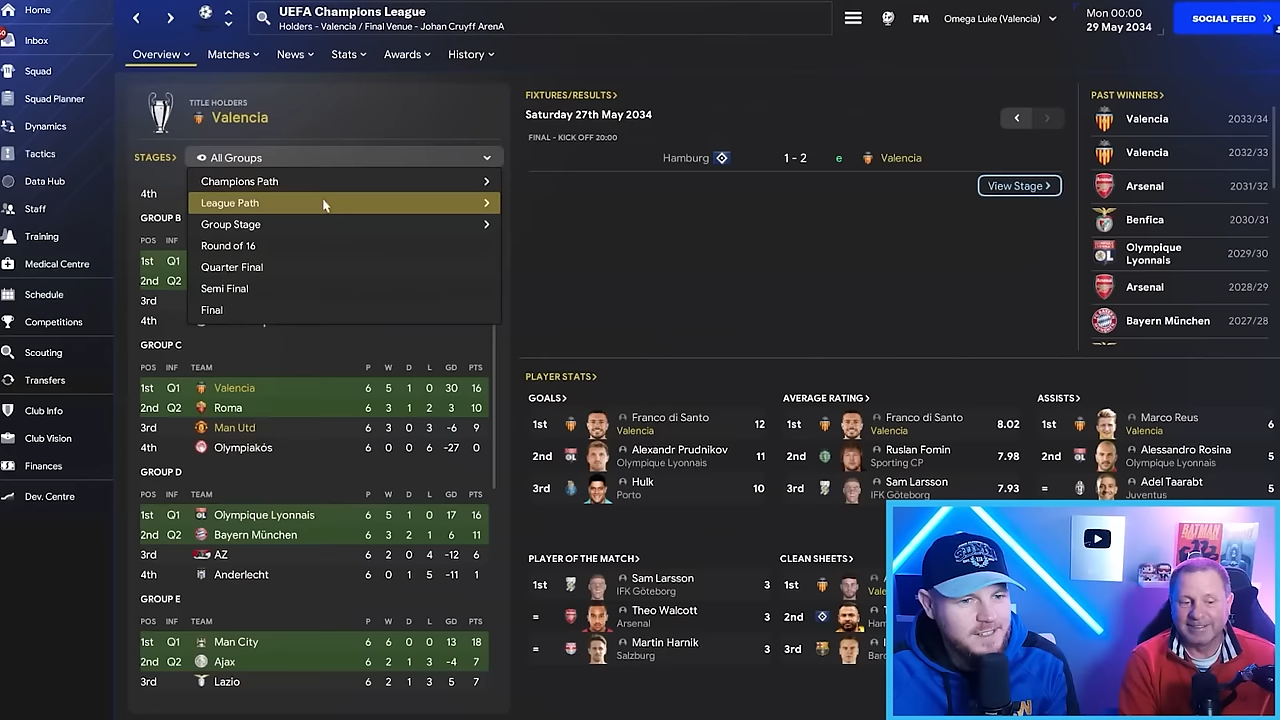 Home
Inbox
Squad
Squad Planner
Dynamics
Tactics
Data Hub
Staff
Training
Medical Centre
Schedule
Competitions
Scouting
Transfers
Club Info
Club Vision
Finances
Dev. Centre
UEFA Champions League
Holders - Valencia / Final Venue - Johan Cruyff ArenA
FM
Omega Luke (Valencia)
Mon 00:00
29 May 2034
SOCIAL FEED
Overview
Matches
News
Stats
Awards
History
TITLE HOLDERS
Valencia
STAGES>
All Groups
Champions Path
League Path
Group Stage
Round of 16
Quarter Final
Semi Final
Final
4th
GROUP B
POS INF
1st Q1
2nd Q2
3rd
4th
GROUP C
POS INF TEAM P W D L GD PTS
1st Q1 Valencia 6 5 1 0 30 16
2nd Q2 Roma 6 3 1 2 3 10
3rd Man Utd 6 3 0 3 -6 9
4th Olympiakós 6 0 0 6 -27 0
GROUP D
POS INF TEAM P W D L GD PTS
1st Q1 Olympique Lyonnais 6 5 1 0 17 16
2nd Q2 Bayern München 6 3 2 1 6 11
3rd AZ 6 2 0 4 -12 6
4th Anderlecht 6 0 1 5 -11 1
GROUP E
POS INF TEAM P W D L GD PTS
1st Q1 Man City 6 6 0 0 13 18
2nd Q2 Ajax 6 2 1 3 -4 7
3rd Lazio 6 2 1 3 5 7
FIXTURES/RESULTS>
Saturday 27th May 2034
FINAL - KICK OFF 20:00
Hamburg 1 - 2 e Valencia
View Stage >
PAST WINNERS>
Valencia 2033/34
Valencia 2032/33
Arsenal 2031/32
Benfica 2030/31
Olympique Lyonnais 2029/30
Arsenal 2028/29
Bayern München 2027/28
PLAYER STATS>
GOALS>
1st Franco di Santo 12
Valencia
2nd Alexandr Prudnikov 11
Olympique Lyonnais
3rd Hulk 10
Porto
AVERAGE RATING>
1st Franco di Santo 8.02
Valencia
2nd Ruslan Fomin 7.98
Sporting CP
3rd Sam Larsson 7.93
IFK Göteborg
ASSISTS>
1st Marco Reus 6
Valencia
2nd Alessandro Rosina 5
Olympique Lyonnais
= Adel Taarabt 5
Juventus
PLAYER OF THE MATCH>
1st Sam Larsson 3
IFK Göteborg
= Theo Walcott 3
Arsenal
= Martin Harnik 3
Salzburg
CLEAN SHEETS>
1st
2nd
3rd
BATMAN